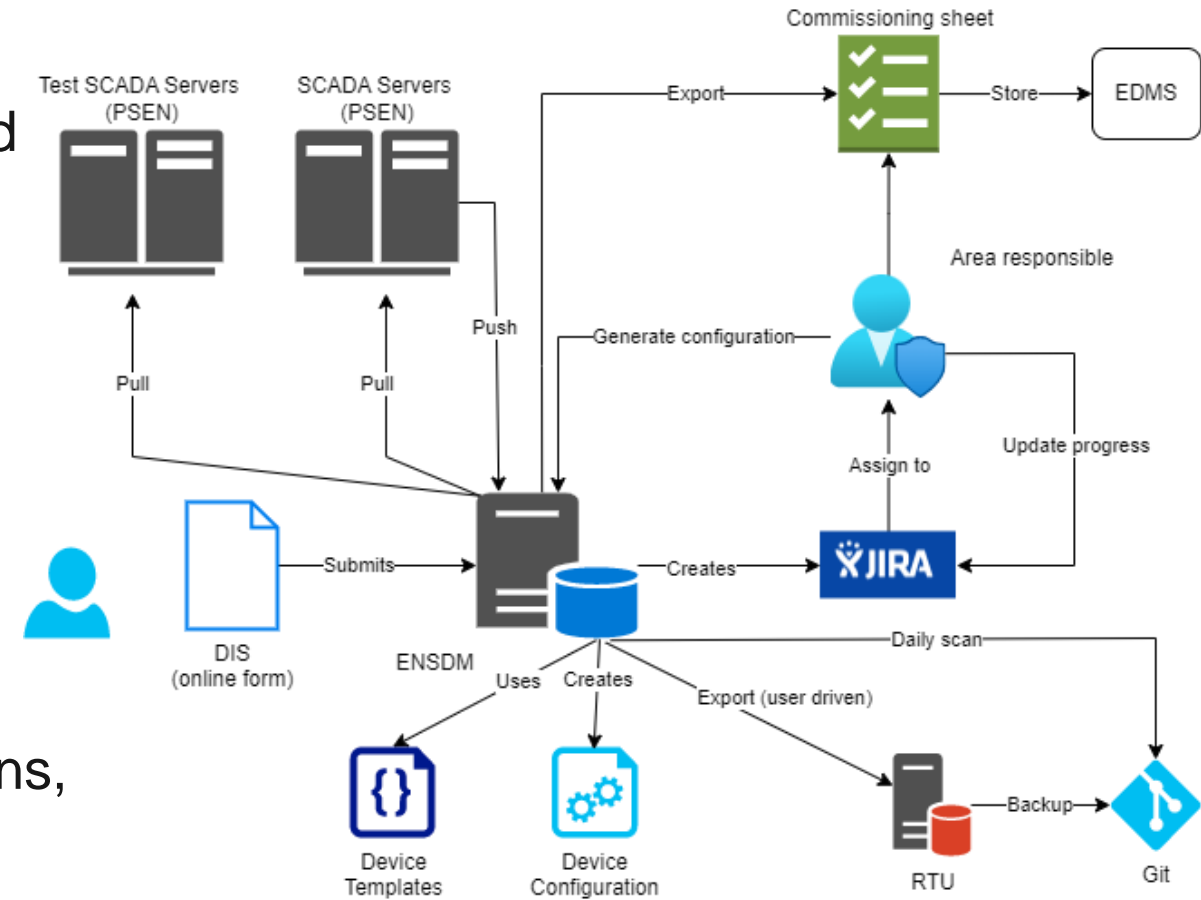 Commissioning sheet
Test SCADA Servers
(PSEN)
SCADA Servers
(PSEN)
d
Export
Store
EDMS
Area responsible
Push
Generate configuration
Pull
Pull
Update progress
Assign to
Submits
Creates
JIRA
DIS
(online form)
ENSDM
Daily scan
Uses
Creates
Export (user driven)
ns,
{}
Backup
Device
Templates
Device
Configuration
RTU
Git